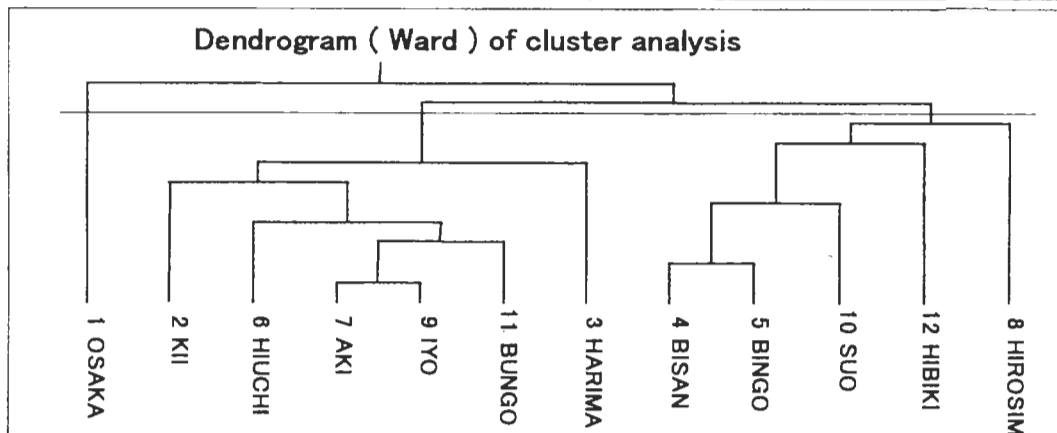 Dendrogram ( Ward ) of cluster analysis
1 OSAKA
2 KII
6 HIUCHI
7 AKI
9 IYO
11 BUNGO
3 HARIMA
4 BISAN
5 BINGO
10 SUO
12 HIBIKI
8 HIROSIM